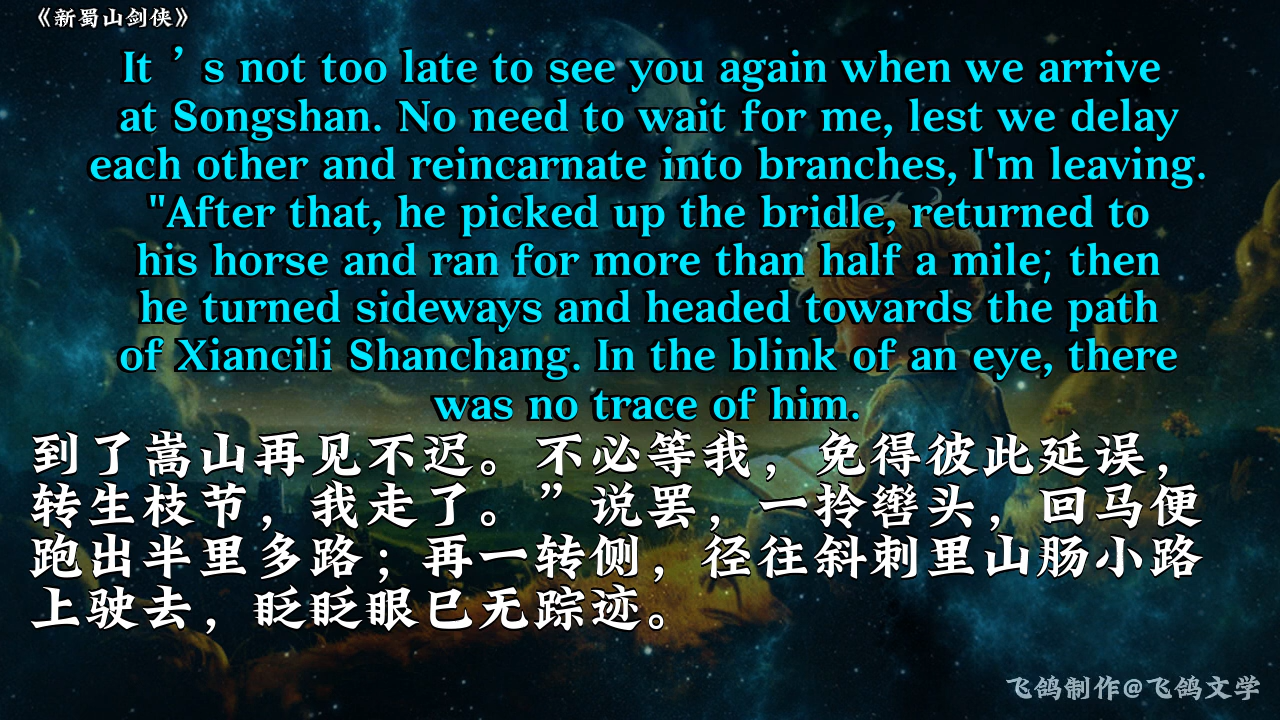 《新蜀山剑侠》
It ’ s not too late to see you again when we arrive
at Songshan. No need to wait for me, lest we delay
each other and reincarnate into branches, I'm leaving.
"After that, he picked up the bridle, returned to
his horse and ran for more than half a mile; then
he turned sideways and headed towards the path
of Xiancili Shanchang. In the blink of an eye, there
was no trace of him.
到了嵩山再见不迟。不必等我，免得彼此延误，
转生枝节，我走了。”说罢，一拎辔头，回马便
跑出半里多路；再一转侧，径往斜刺里山肠小路
上驶去，眨眨眼已无踪迹。
飞鸽制作@飞鸽文学